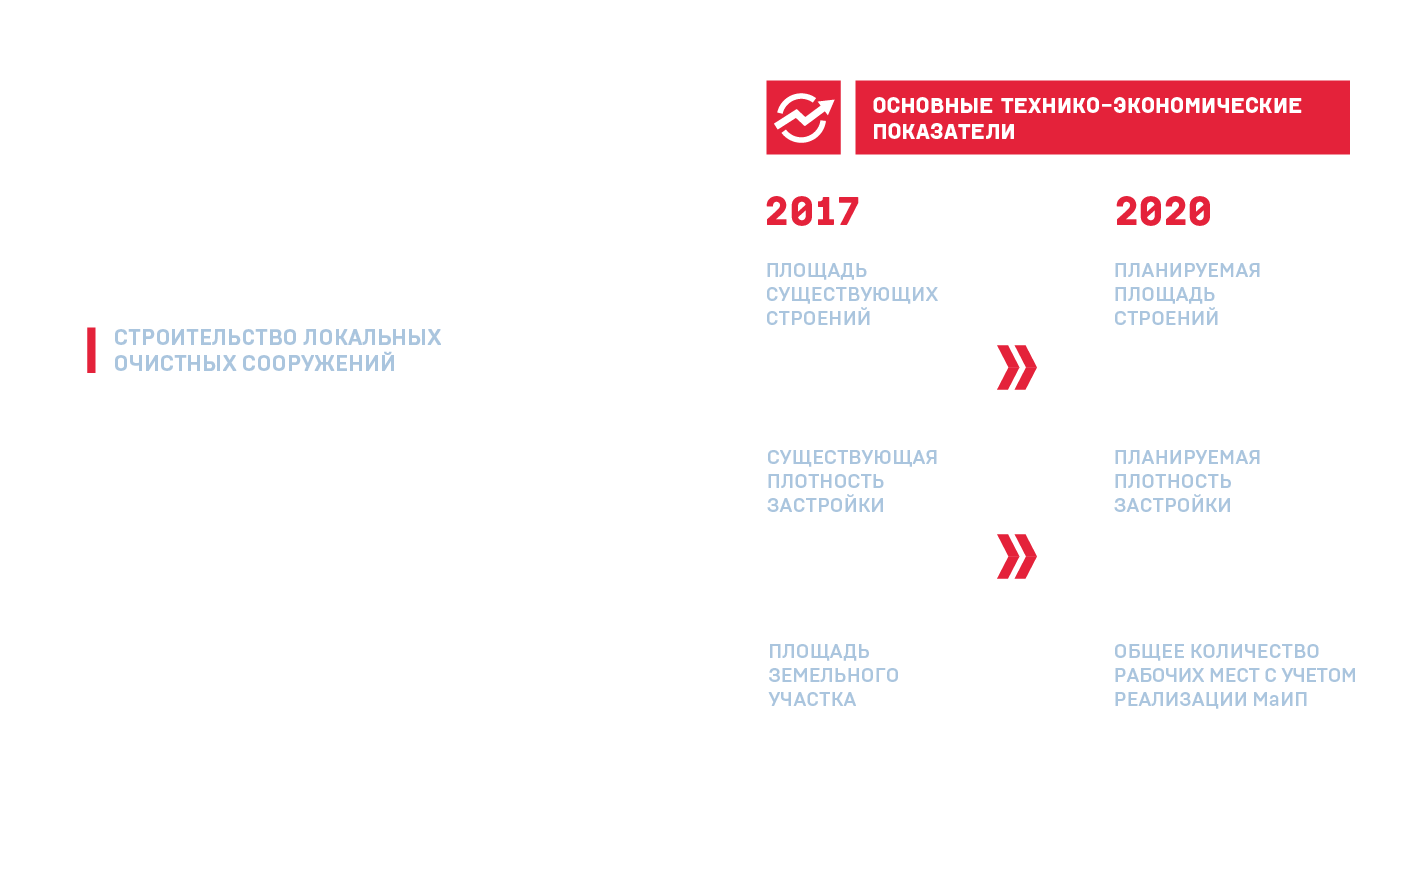 СТРОИТЕЛЬСТВО ЛОКАЛЬНЫХ
ОЧИСТНЫХ СООРУЖЕНИЙ
ОСНОВНЫЕ ТЕХНИКО-ЭКОНОМИЧЕСКИЕ
ПОКАЗАТЕЛИ
2017
2020
ПЛОЩАДЬ
СУЩЕСТВУЮЩИХ
СТРОЕНИЙ
ПЛАНИРУЕМАЯ
ПЛОЩАДЬ
СТРОЕНИЙ
СУЩЕСТВУЮЩАЯ
ПЛОТНОСТЬ
ЗАСТРОЙКИ
ПЛАНИРУЕМАЯ
ПЛОТНОСТЬ
ЗАСТРОЙКИ
ПЛОЩАДЬ
ЗЕМЕЛЬНОГО
УЧАСТКА
ОБЩЕЕ КОЛИЧЕСТВО
РАБОЧИХ МЕСТ С УЧЕТОМ
РЕАЛИЗАЦИИ МаИП